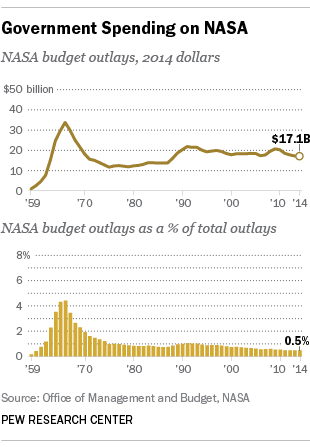 Government Spending on NASA
NASA budget outlays, 2014 dollars
$50 billion
40
30
20
10
0
$17.1B
'59 '70 '80 '90 '00 '10 '14
NASA budget outlays as a % of total outlays
8%
6
4
2
0
0.5%
'59 '70 '80 '90 '00 '10 '14
Source: Office of Management and Budget, NASA
PEW RESEARCH CENTER